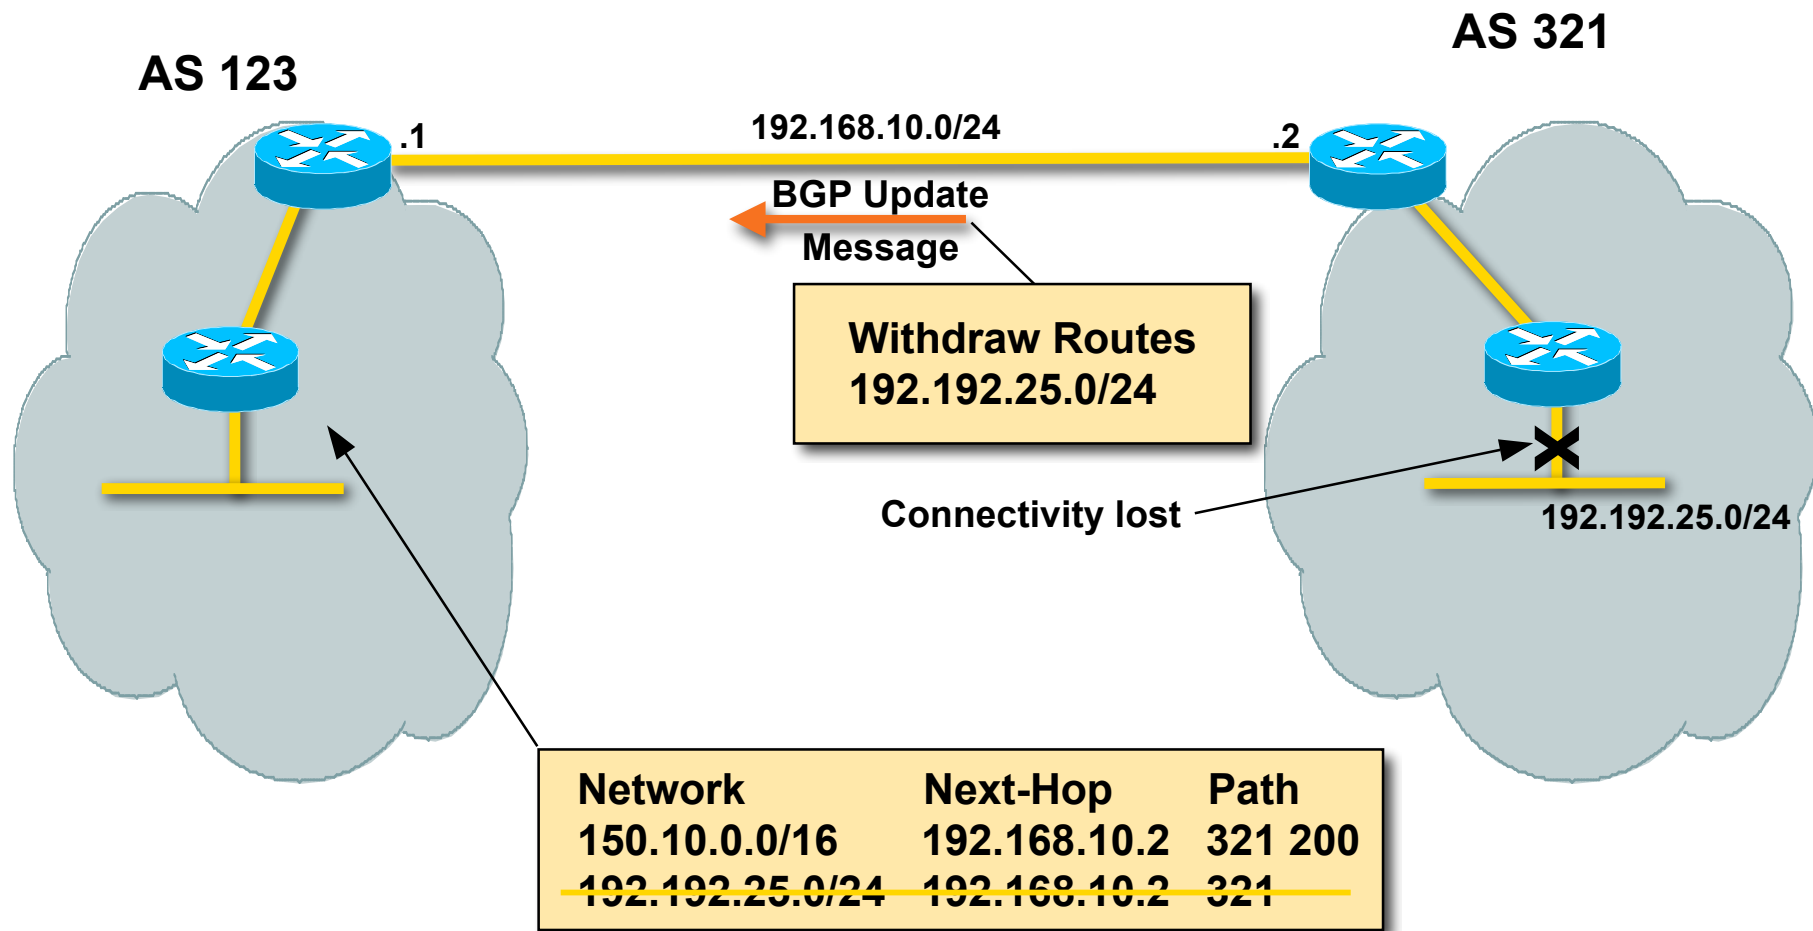 AS 123
AS 321
.1
192.168.10.0/24
.2
BGP Update
Message
Withdraw Routes
192.192.25.0/24
Connectivity lost
192.192.25.0/24
Network Next-Hop Path
150.10.0.0/16 192.168.10.2 321 200
192.192.25.0/24 192.168.10.2 321